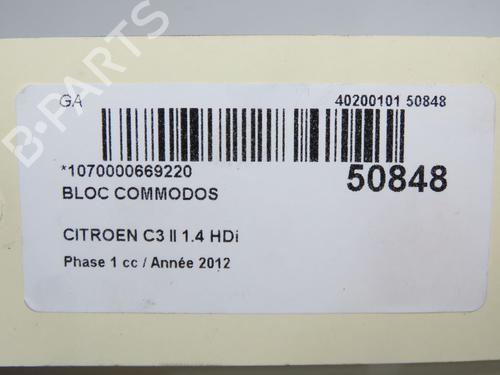 GA 40200101 50848
*1070000669220 50848
BLOC COMMODOS
CITROEN C3 II 1.4 HDi
Phase 1 cc / Année 2012
B-PARTS